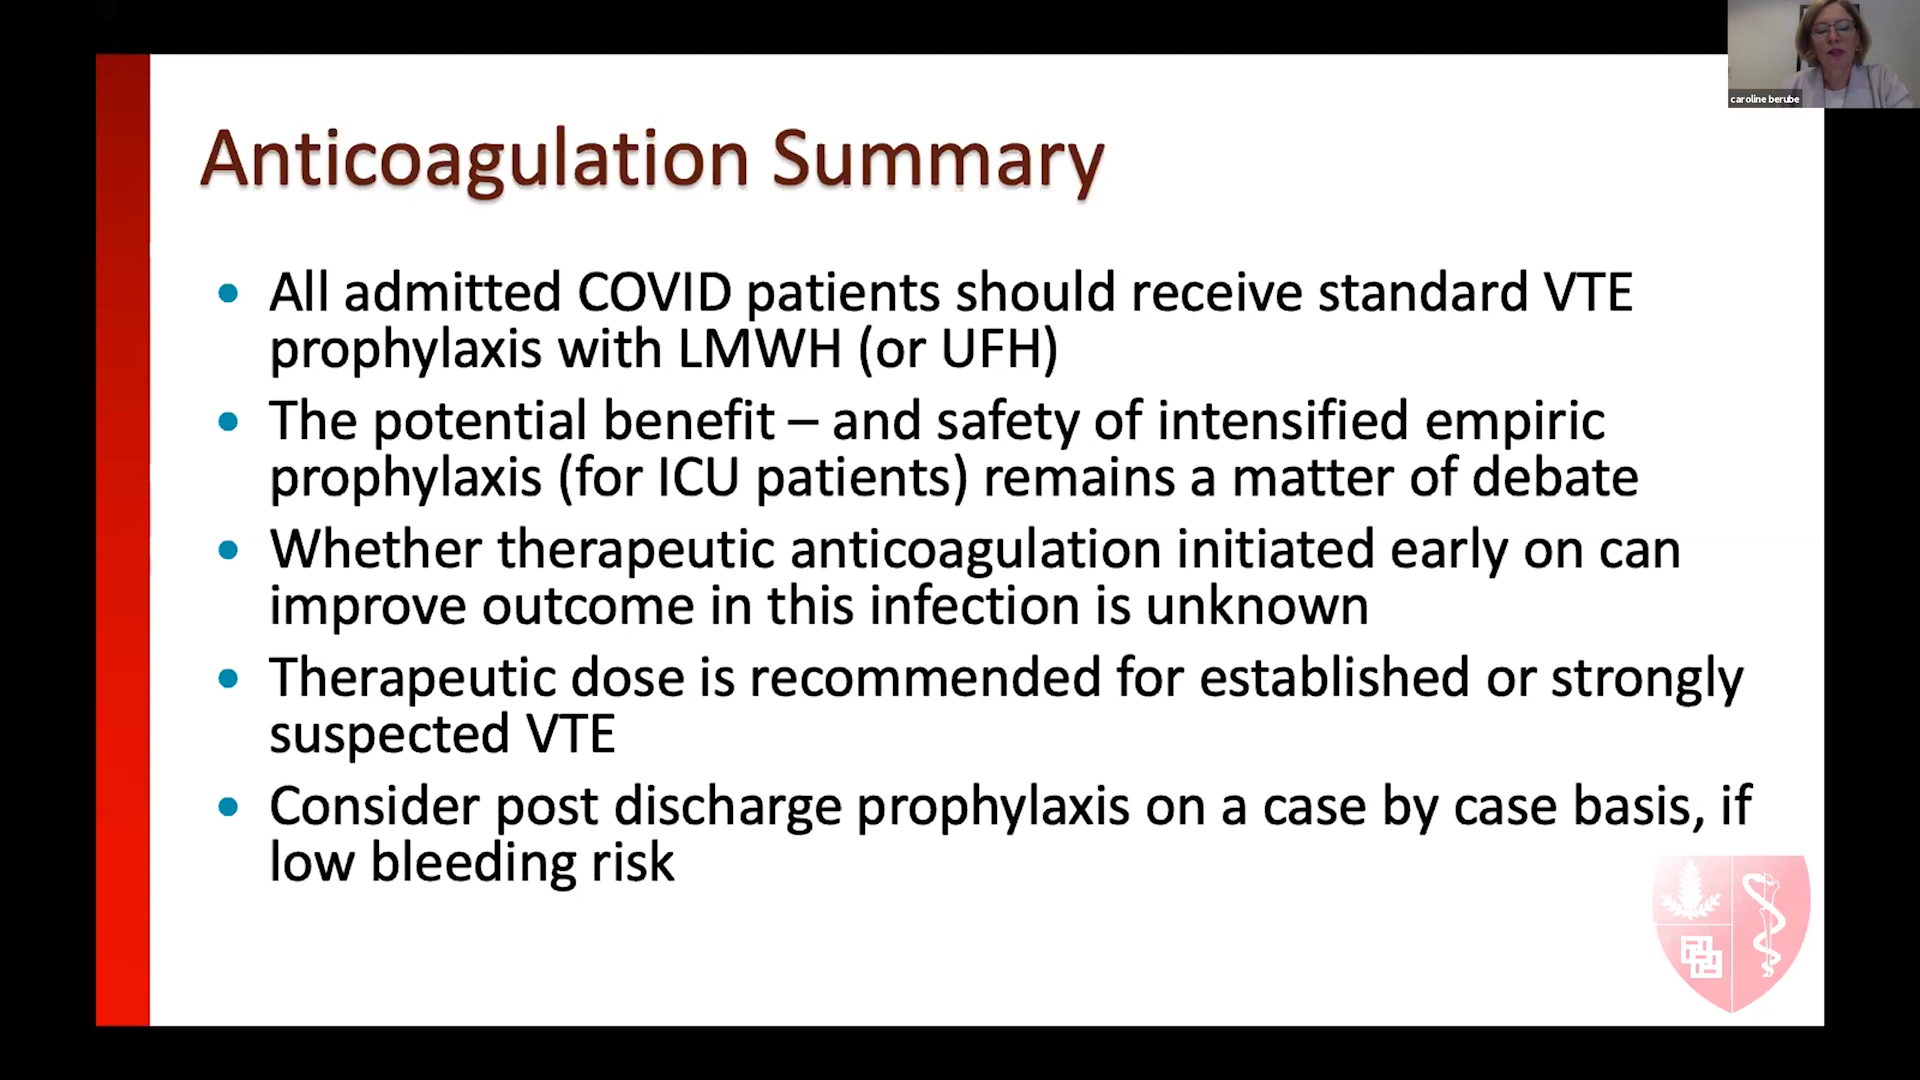 caroline berube
Anticoagulation Summary
• All admitted COVID patients should receive standard VTE
prophylaxis with LMWH (or UFH)
• The potential benefit – and safety of intensified empiric
prophylaxis (for ICU patients) remains a matter of debate
• Whether therapeutic anticoagulation initiated early on can
improve outcome in this infection is unknown
• Therapeutic dose is recommended for established or strongly
suspected VTE
• Consider post discharge prophylaxis on a case by case basis, if
low bleeding risk